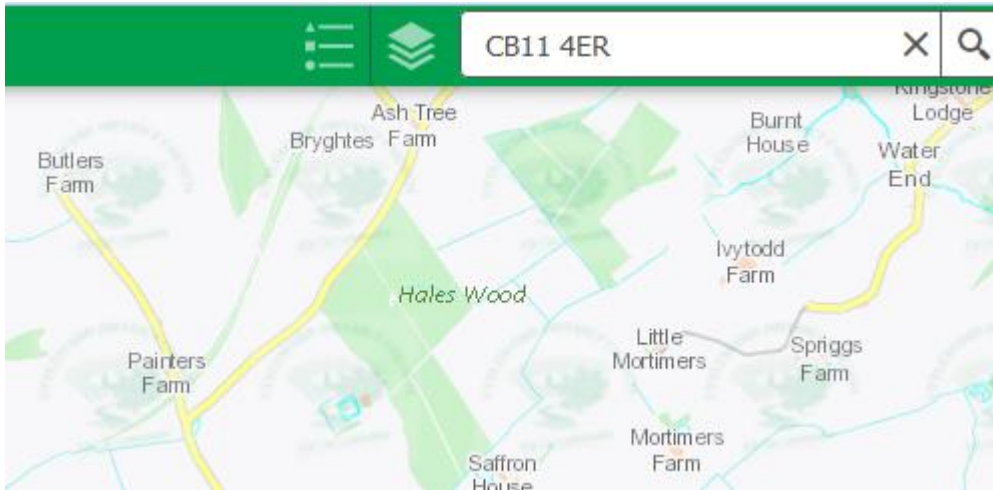 CB11 4ER
Kingstone
Lodge
Ash Tree
Farm
Bryghtes
Burnt
House
Water
End
Butlers
Farm
Ivytodd
Farm
Hales Wood
Little
Mortimers
Spriggs
Farm
Painters
Farm
Mortimers
Farm
Saffron
House